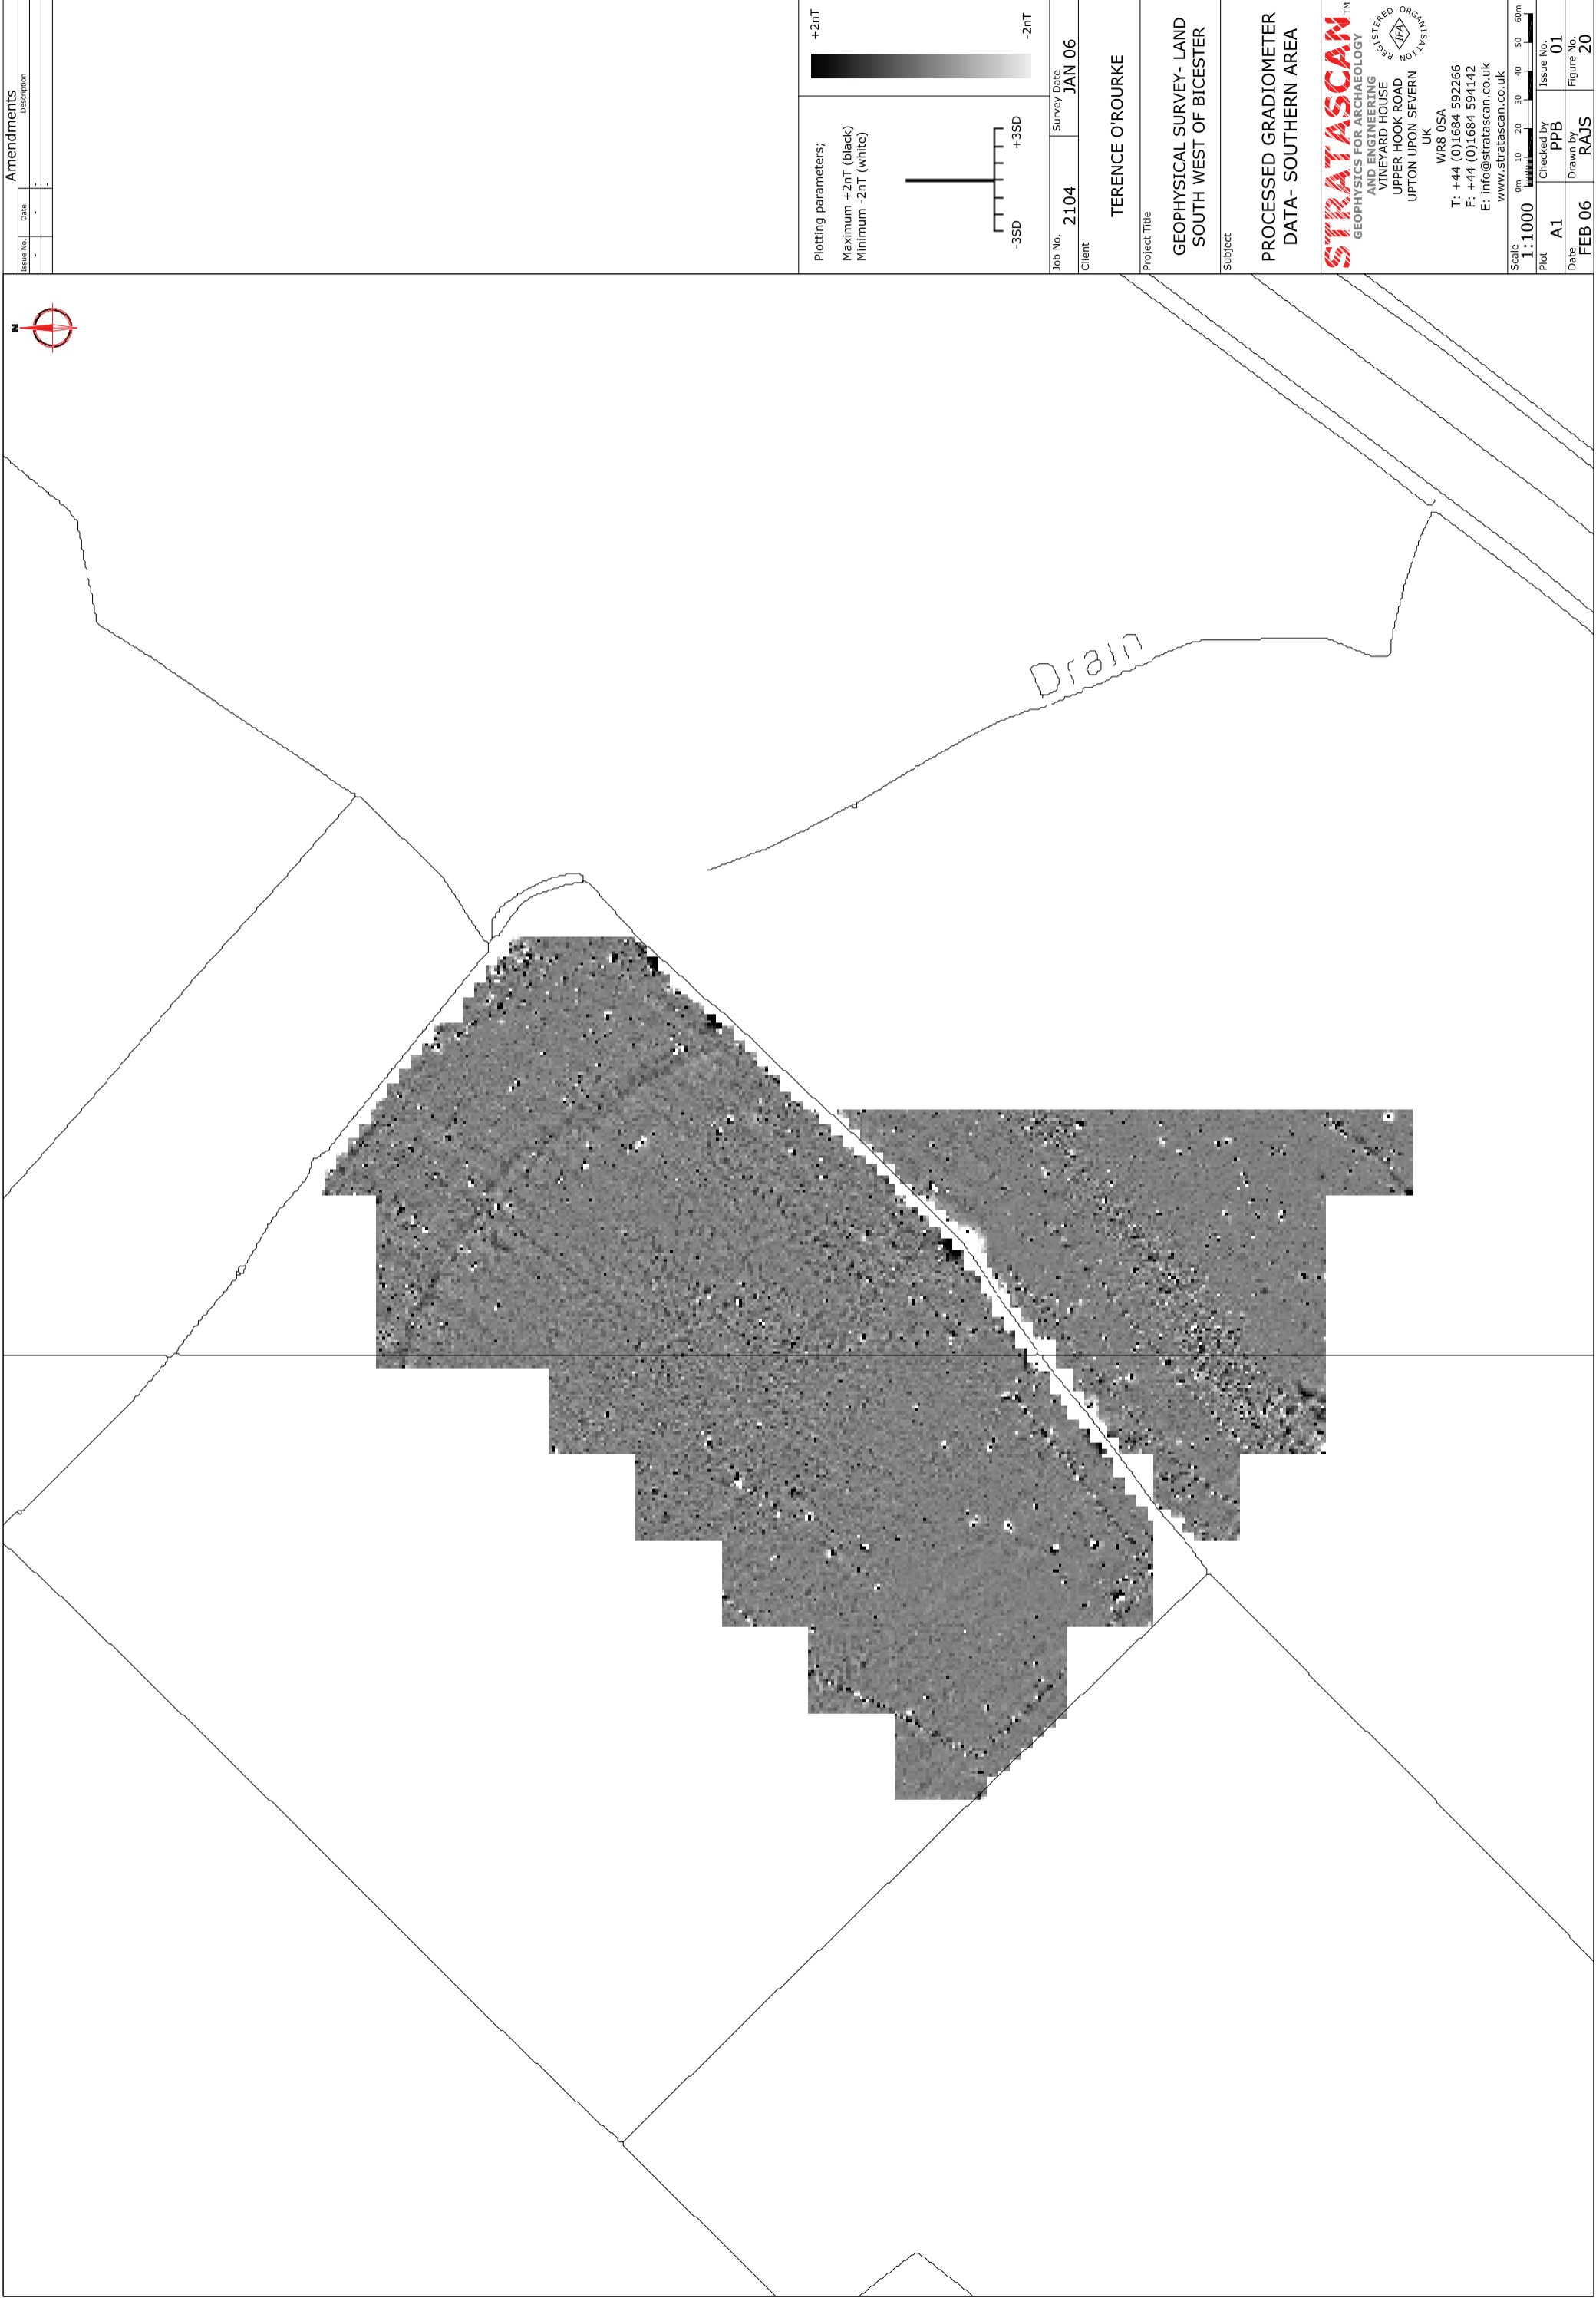 Amendments
Issue No.
Date
Description
-
-
-
-
N
Plotting parameters;
Maximum +2nT (black)
Minimum -2nT (white)
+2nT
-2nT
-3SD
+3SD
Job No.
2104
Survey Date
JAN 06
Client
TERENCE O'ROURKE
Project Title
GEOPHYSICAL SURVEY- LAND
SOUTH WEST OF BICESTER
Subject
PROCESSED GRADIOMETER
DATA- SOUTHERN AREA
STRATASCAN™
GEOPHYSICS FOR ARCHAEOLOGY
AND ENGINEERING
VINEYARD HOUSE
UPPER HOOK ROAD
UPTON UPON SEVERN
UK
WR8 0SA
REGISTERED · ORGANISATION
IFA
T: +44 (0)1684 592266
F: +44 (0)1684 594142
E: info@stratascan.co.uk
www.stratascan.co.uk
Scale
1:1000
0m 10 20 30 40 50 60m
Plot
A1
Checked by
PPB
Issue No.
01
Date
FEB 06
Drawn by
RAJS
Figure No.
20
Drain